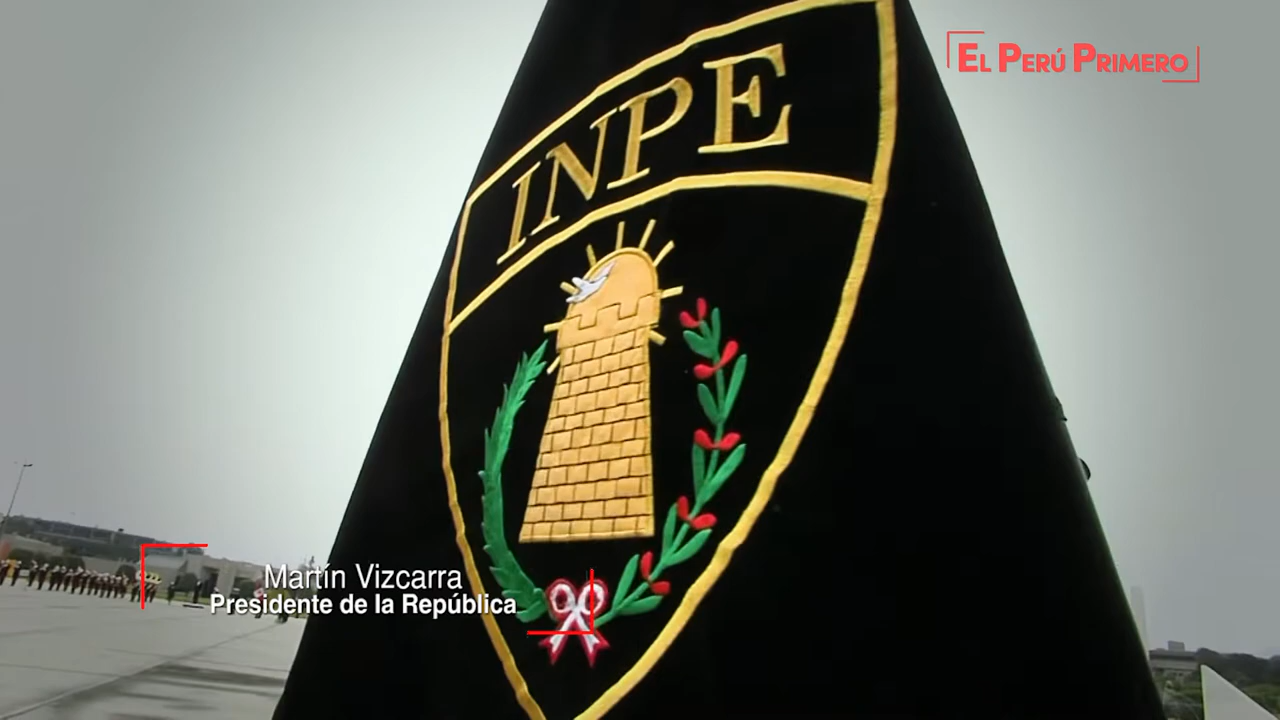 EL PERÚ PRIMERO
INPE
Martín Vizcarra
Presidente de la República